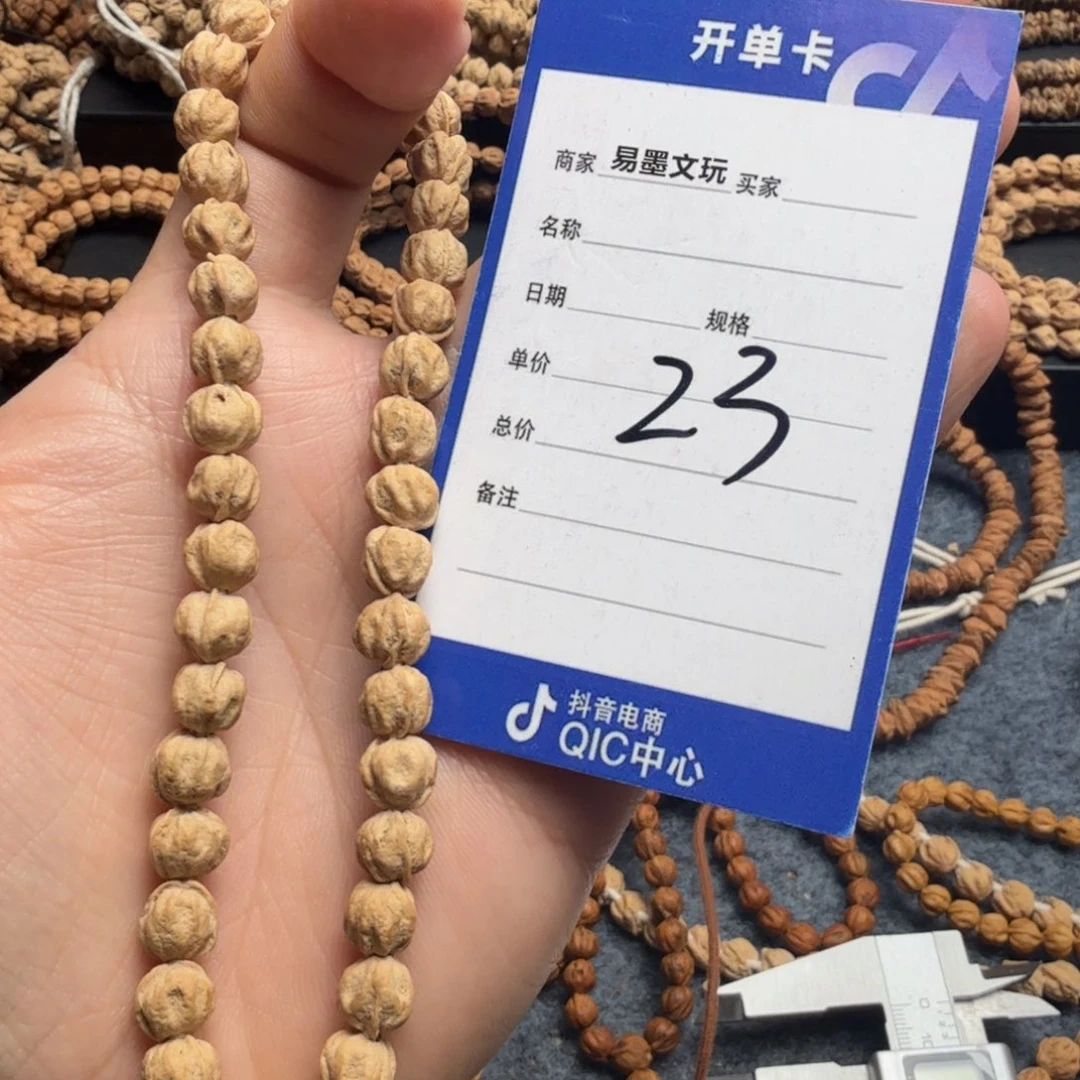 开单卡
商家 易墨文玩 买家
名称
日期 规格
单价
23
总价
备注
抖音电商
QIC中心